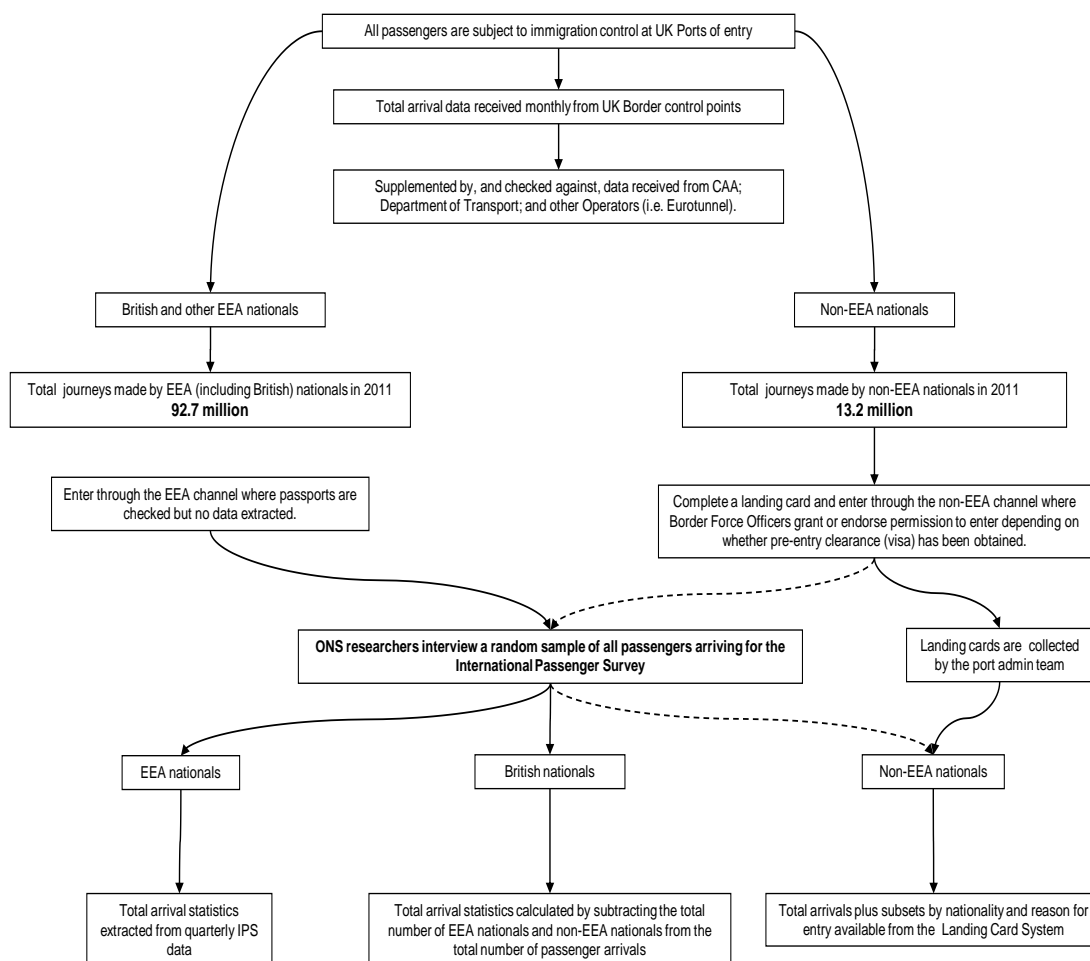 All passengers are subject to immigration control at UK Ports of entry
Total arrival data received monthly from UK Border control points
Supplemented by, and checked against, data received from CAA;
Department of Transport; and other Operators (i.e. Eurotunnel).
British and other EEA nationals
Non-EEA nationals
Total journeys made by EEA (including British) nationals in 2011
92.7 million
Total journeys made by non-EEA nationals in 2011
13.2 million
Enter through the EEA channel where passports are
checked but no data extracted.
Complete a landing card and enter through the non-EEA channel where
Border Force Officers grant or endorse permission to enter depending on
whether pre-entry clearance (visa) has been obtained.
ONS researchers interview a random sample of all passengers arriving for the
International Passenger Survey
Landing cards are collected
by the port admin team
EEA nationals
British nationals
Non-EEA nationals
Total arrival statistics
extracted from quarterly IPS
data
Total arrival statistics calculated by subtracting the total
number of EEA nationals and non-EEA nationals from the
total number of passenger arrivals
Total arrivals plus subsets by nationality and reason for
entry available from the Landing Card System